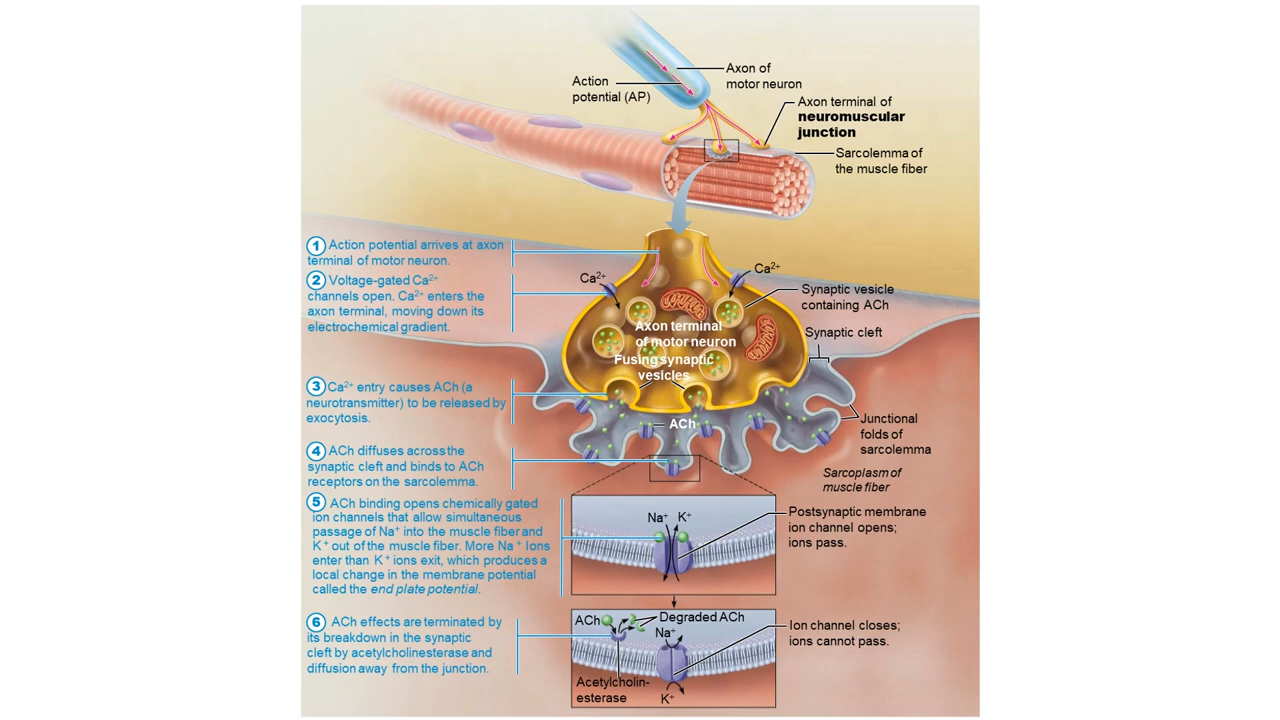 Axon of
motor neuron
Action
potential (AP)
Axon terminal of
neuromuscular
junction
Sarcolemma of
the muscle fiber
1 Action potential arrives at axon
terminal of motor neuron.
2 Voltage-gated Ca²⁺
channels open. Ca²⁺ enters the
axon terminal, moving down its
electrochemical gradient.
Ca²⁺
Ca²⁺
Synaptic vesicle
containing ACh
Axon terminal
of motor neuron
Synaptic cleft
Fusing synaptic
vesicles
3 Ca²⁺ entry causes ACh (a
neurotransmitter) to be released by
exocytosis.
ACh
Junctional
folds of
sarcolemma
4 ACh diffuses across the
synaptic cleft and binds to ACh
receptors on the sarcolemma.
Sarcoplasm of
muscle fiber
5 ACh binding opens chemically gated
ion channels that allow simultaneous
passage of Na⁺ into the muscle fiber and
K⁺ out of the muscle fiber. More Na⁺ Ions
enter than K⁺ ions exit, which produces a
local change in the membrane potential
called the end plate potential.
Na⁺ K⁺
Postsynaptic membrane
ion channel opens;
ions pass.
6 ACh effects are terminated by
its breakdown in the synaptic
cleft by acetylcholinesterase and
diffusion away from the junction.
ACh
Degraded ACh
Na⁺
Ion channel closes;
ions cannot pass.
Acetylcholin-
esterase
K⁺